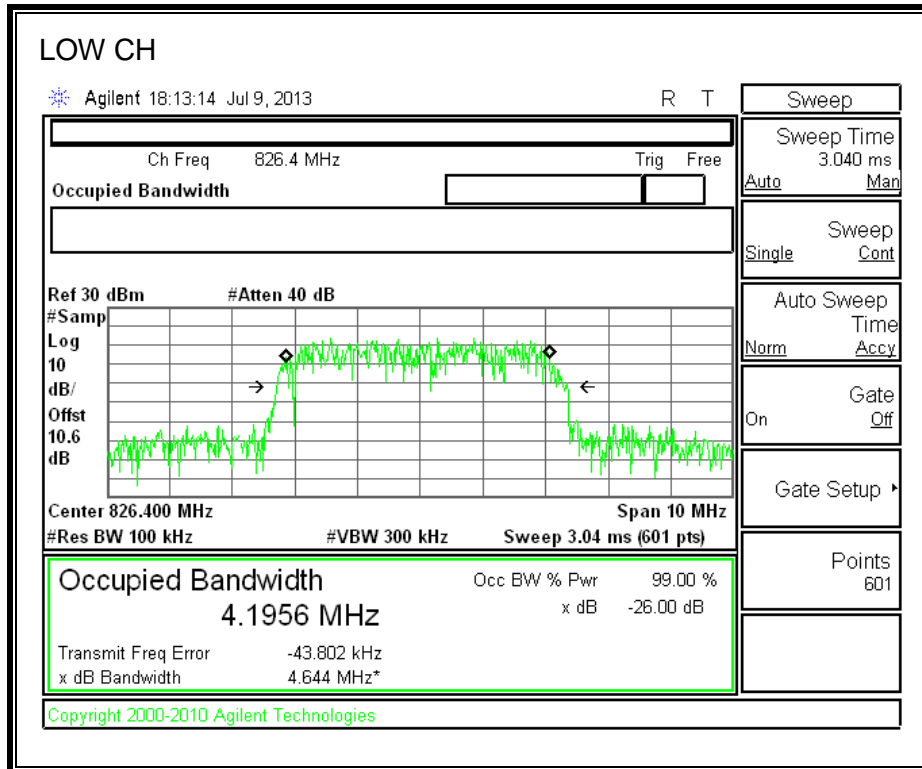 LOW CH
Agilent 18:13:14 Jul 9, 2013 R T
Ch Freq 826.4 MHz Trig Free
Occupied Bandwidth
Ref 30 dBm #Atten 40 dB
#Samp
Log
10
dB/
Offst
10.6
dB
Center 826.400 MHz Span 10 MHz
#Res BW 100 kHz #VBW 300 kHz Sweep 3.04 ms (601 pts)
Occupied Bandwidth
4.1956 MHz
Occ BW % Pwr 99.00 %
x dB -26.00 dB
Transmit Freq Error -43.802 kHz
x dB Bandwidth 4.644 MHz*
Copyright 2000-2010 Agilent Technologies
Sweep
Sweep Time
3.040 ms
Auto Man
Sweep
Single Cont
Auto Sweep
Time
Norm Accy
Gate
On Off
Gate Setup
Points
601